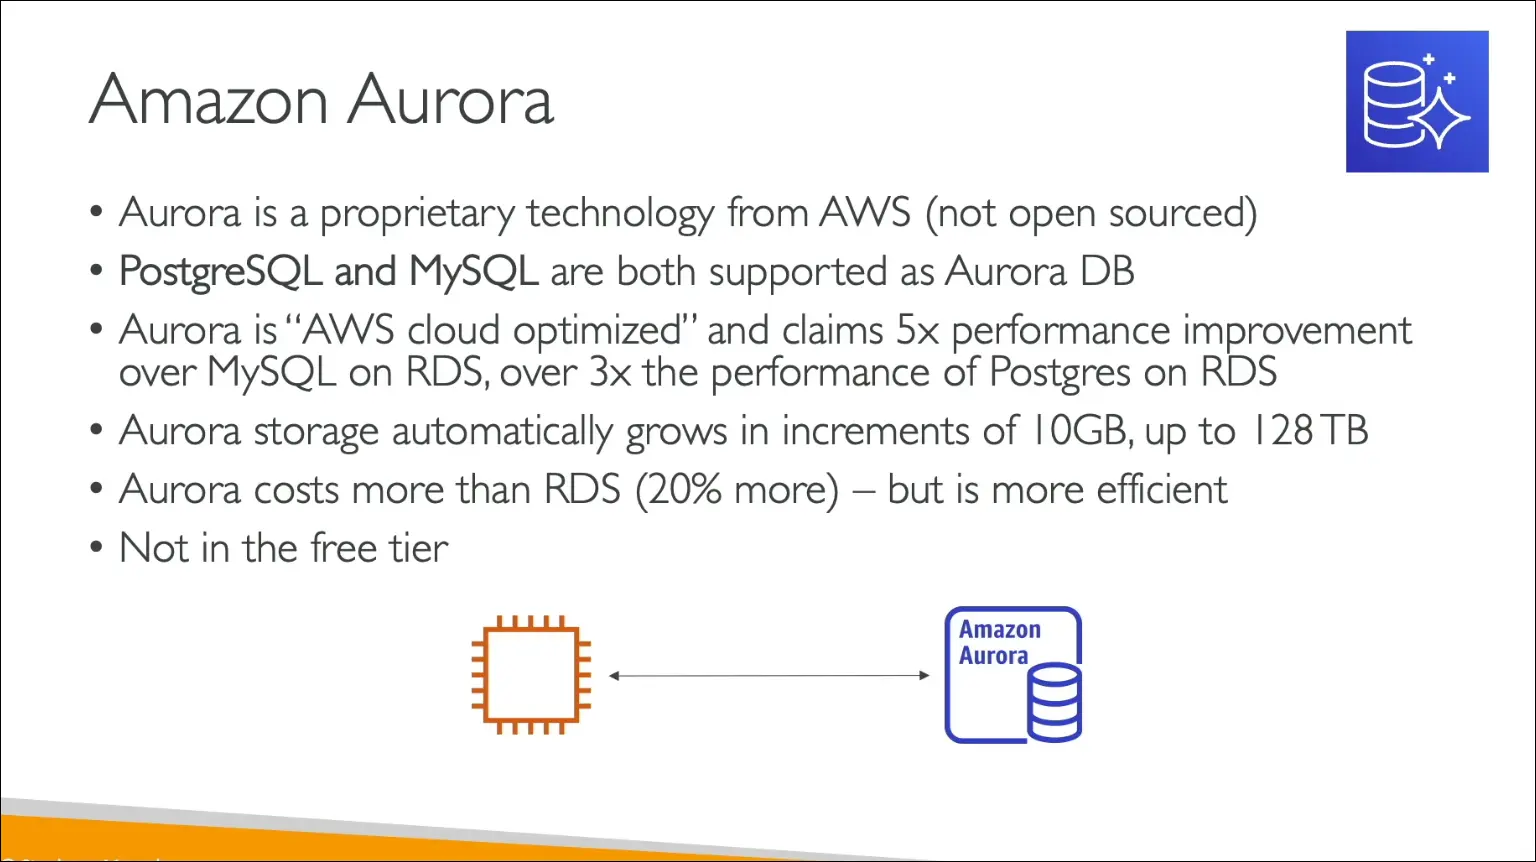 Amazon Aurora
• Aurora is a proprietary technology from AWS (not open sourced)
• PostgreSQL and MySQL are both supported as Aurora DB
• Aurora is “AWS cloud optimized” and claims 5x performance improvement
over MySQL on RDS, over 3x the performance of Postgres on RDS
• Aurora storage automatically grows in increments of 10GB, up to 128 TB
• Aurora costs more than RDS (20% more) – but is more efficient
• Not in the free tier
Amazon
Aurora